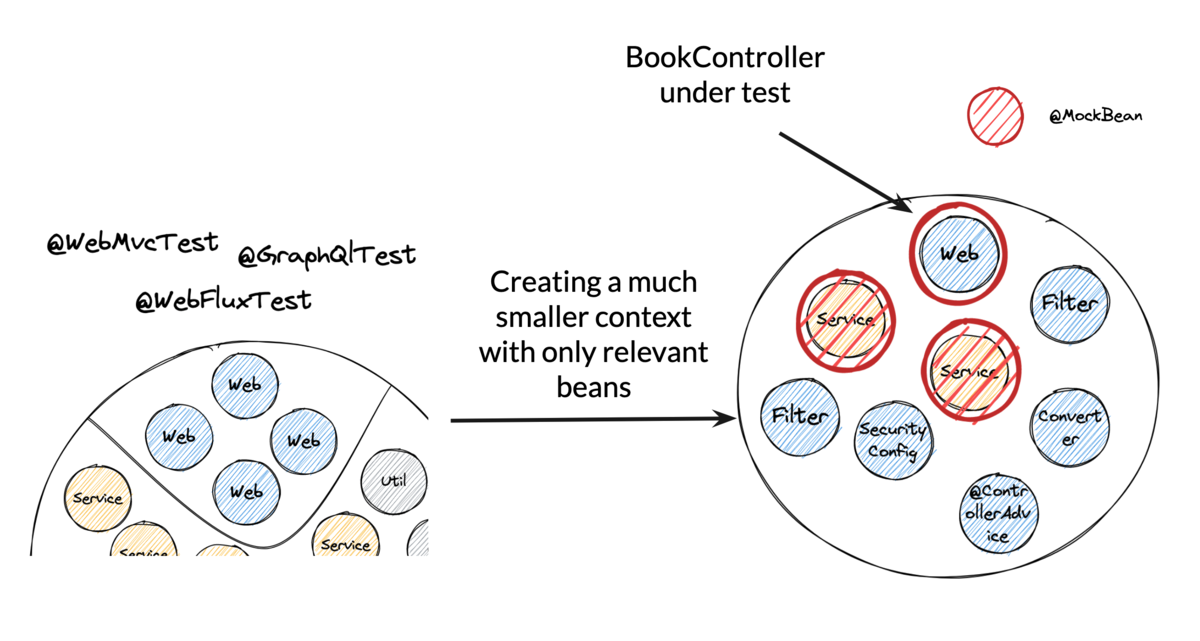 BookController
under test
@MockBean
@WebMvcTest
@GraphQlTest
@WebFluxTest
Creating a much
smaller context
with only relevant
beans
Web
Web
Web
Web
Service
Util
Service
Service
Web
Service
Filter
Service
Filter
Security
Config
Convert
er
@Contr
ollerAdv
ice